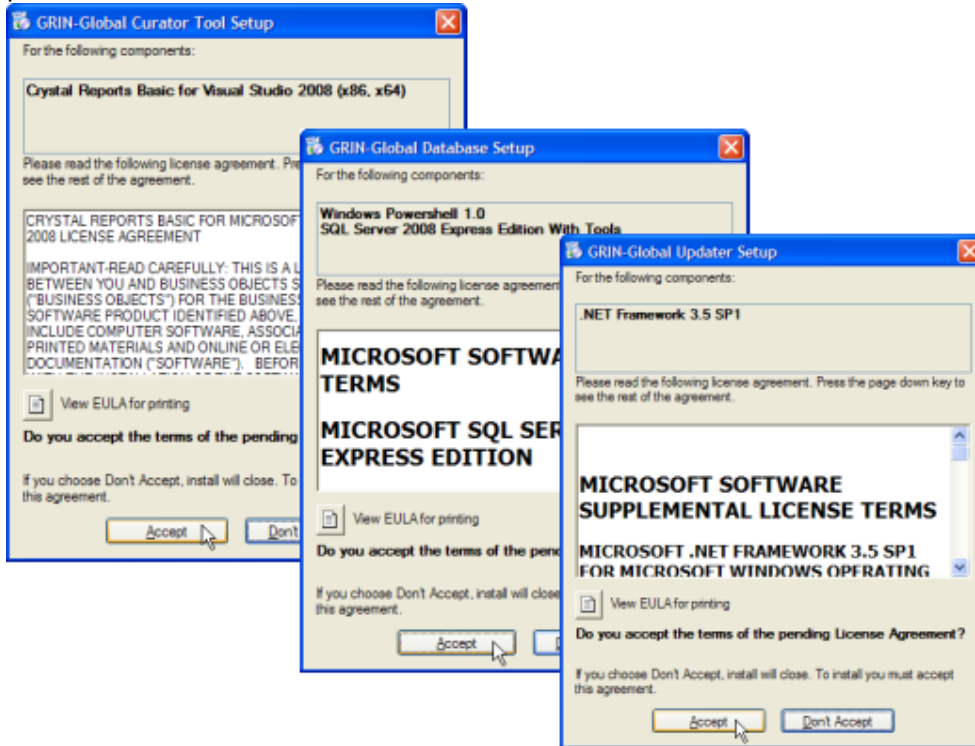 GRIN-Global Curator Tool Setup
For the following components:
Crystal Reports Basic for Visual Studio 2008 (x86, x64)
Please read the following license agreement. Pre
see the rest of the agreement.
CRYSTAL REPORTS BASIC FOR MICROSOFT
2008 LICENSE AGREEMENT
IMPORTANT-READ CAREFULLY: THIS IS A L
BETWEEN YOU AND BUSINESS OBJECTS S
("BUSINESS OBJECTS") FOR THE BUSINESS
SOFTWARE PRODUCT IDENTIFIED ABOVE,
INCLUDE COMPUTER SOFTWARE, ASSOCIA
PRINTED MATERIALS AND ONLINE OR ELE
DOCUMENTATION ("SOFTWARE"). BEFOR
View EULA for printing
Do you accept the terms of the pending
If you choose Don't Accept, install will close. To
this agreement.
Accept
Don't
GRIN-Global Database Setup
For the following components:
Windows Powershell 1.0
SQL Server 2008 Express Edition With Tools
Please read the following license agreement
see the rest of the agreement.
MICROSOFT SOFTWA
TERMS
MICROSOFT SQL SER
EXPRESS EDITION
View EULA for printing
Do you accept the terms of the pend
If you choose Don't Accept, install will close
this agreement.
Accept
GRIN-Global Updater Setup
For the following components:
.NET Framework 3.5 SP1
Please read the following license agreement. Press the page down key to
see the rest of the agreement.
MICROSOFT SOFTWARE
SUPPLEMENTAL LICENSE TERMS
MICROSOFT .NET FRAMEWORK 3.5 SP1
FOR MICROSOFT WINDOWS OPERATING
View EULA for printing
Do you accept the terms of the pending License Agreement?
If you choose Don't Accept, install will close. To install you must accept
this agreement.
Accept
Don't Accept